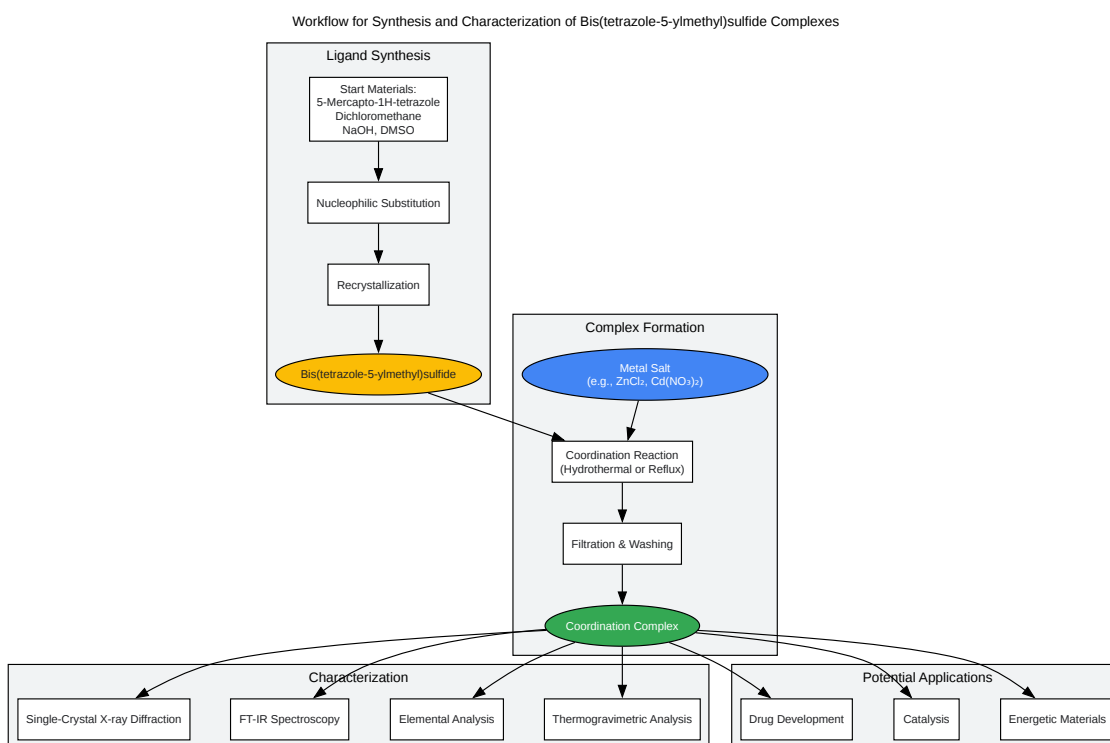 Workflow for Synthesis and Characterization of Bis(tetrazole-5-ylmethyl)sulfide Complexes
Ligand Synthesis
Start Materials:
5-Mercapto-1H-tetrazole
Dichloromethane
NaOH, DMSO
Nucleophilic Substitution
Recrystallization
Bis(tetrazole-5-ylmethyl)sulfide
Complex Formation
Metal Salt
(e.g., ZnCl₂, Cd(NO₃)₂)
Coordination Reaction
(Hydrothermal or Reflux)
Filtration & Washing
Coordination Complex
Characterization
Single-Crystal X-ray Diffraction
FT-IR Spectroscopy
Elemental Analysis
Thermogravimetric Analysis
Potential Applications
Drug Development
Catalysis
Energetic Materials